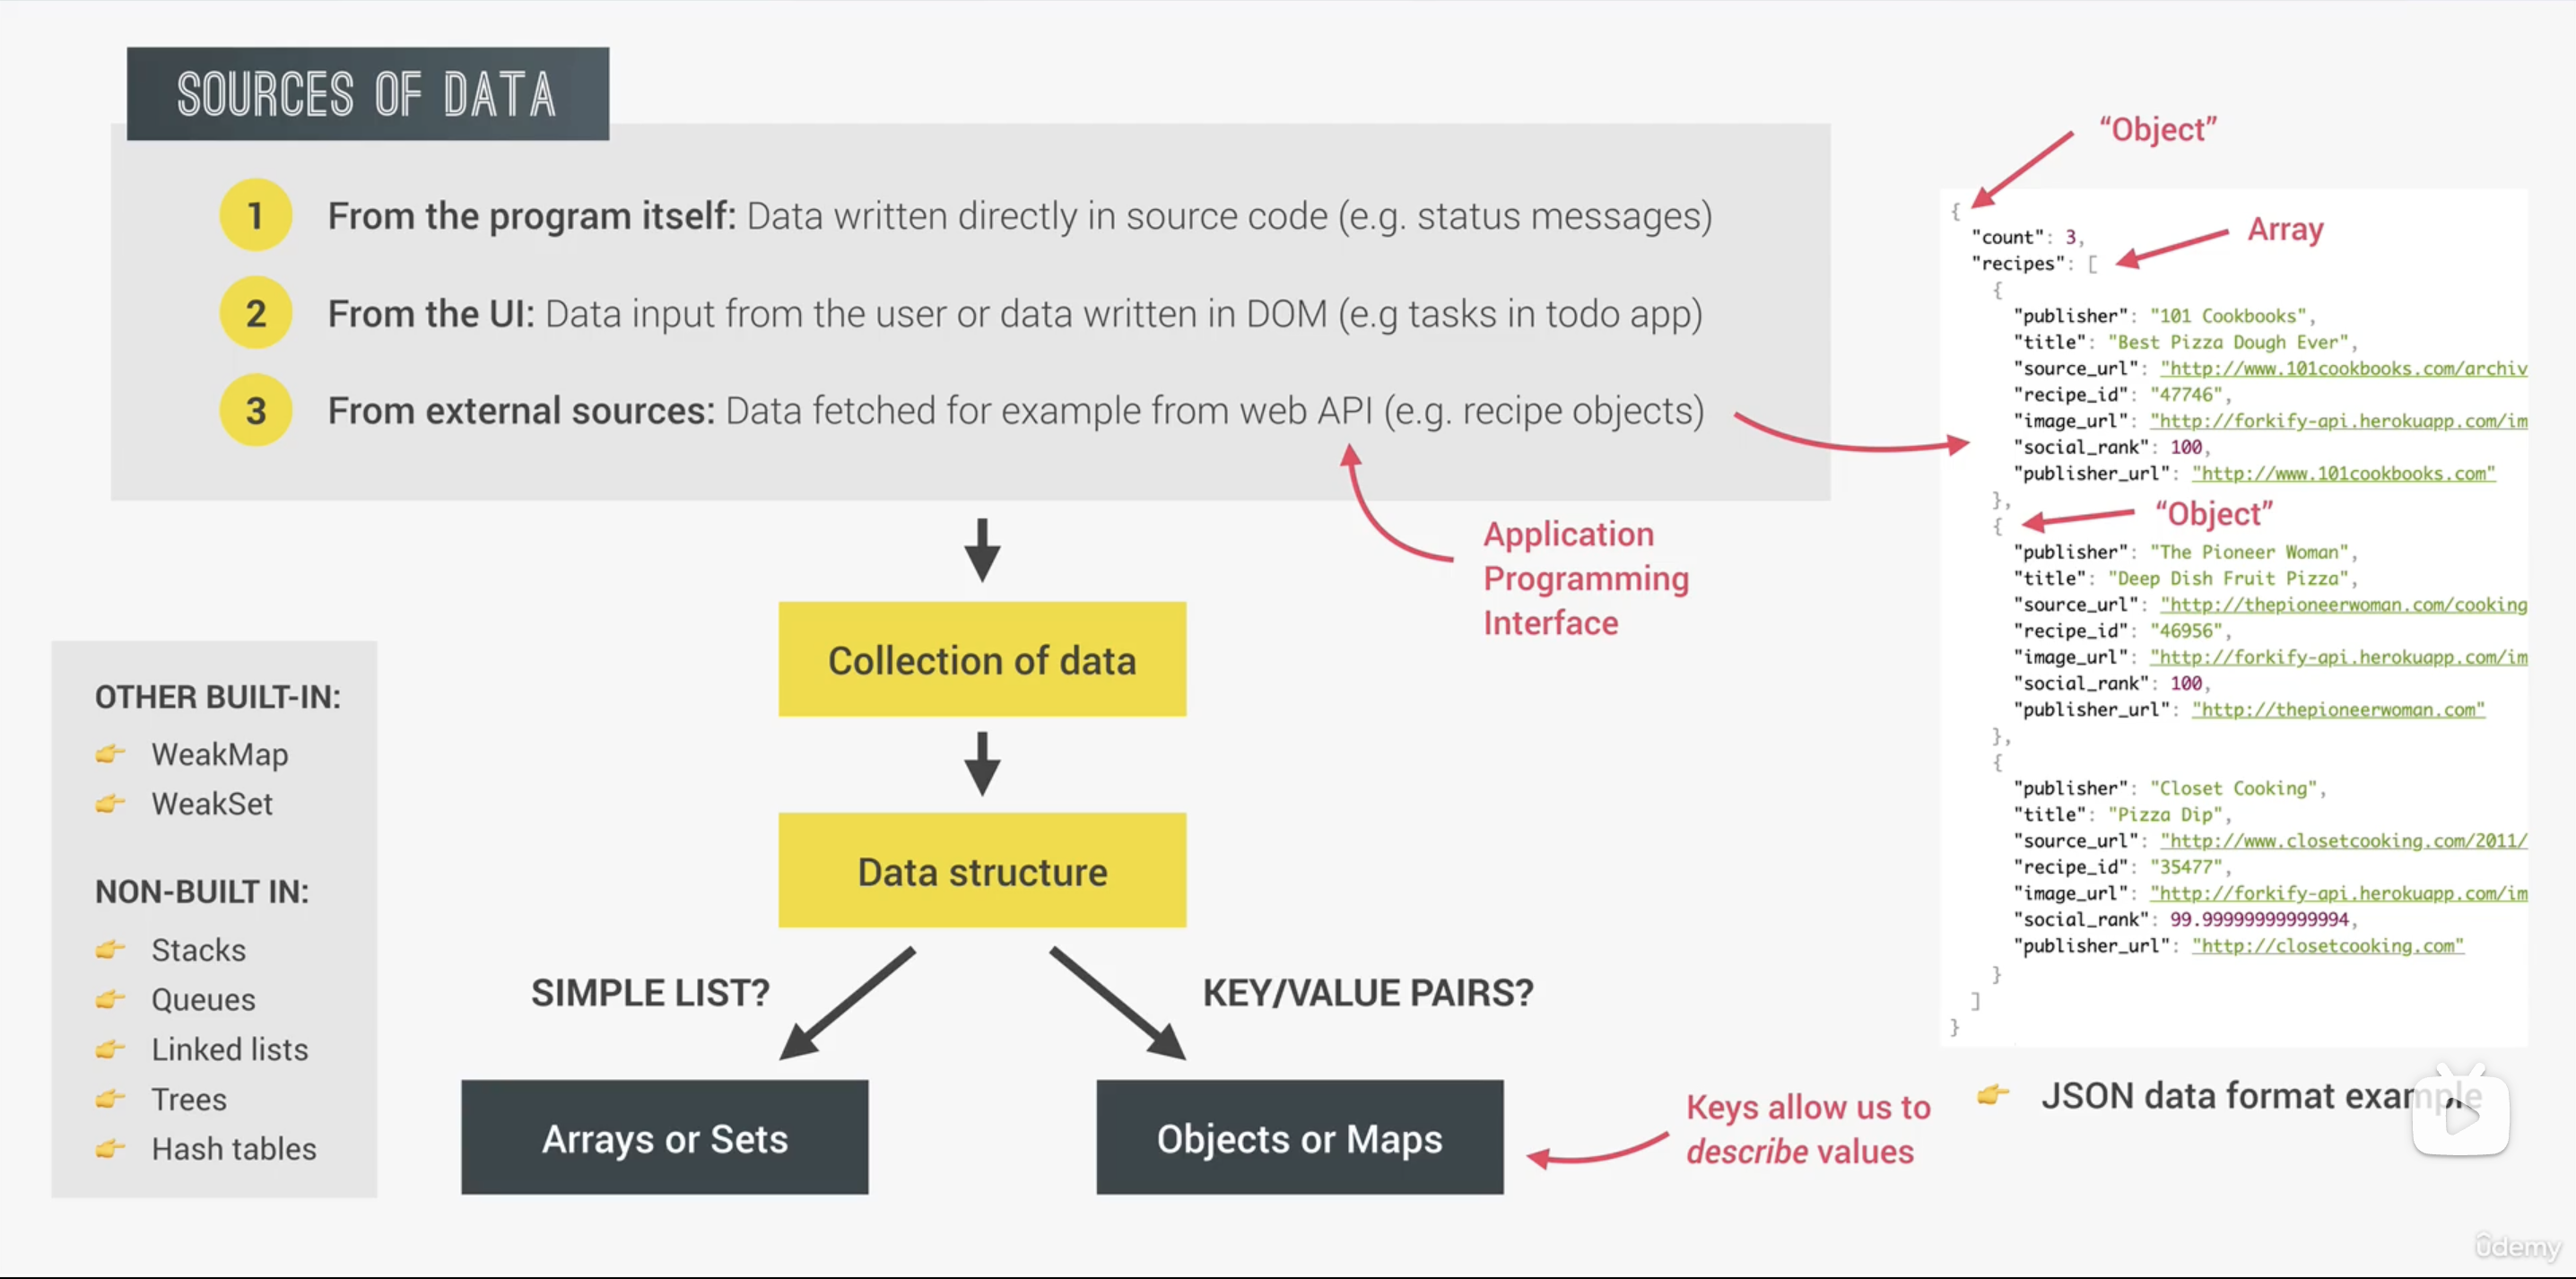 SOURCES OF DATA
1 From the program itself: Data written directly in source code (e.g. status messages)
2 From the UI: Data input from the user or data written in DOM (e.g tasks in todo app)
3 From external sources: Data fetched for example from web API (e.g. recipe objects)
Application
Programming
Interface
Collection of data
Data structure
SIMPLE LIST?
KEY/VALUE PAIRS?
Arrays or Sets
Objects or Maps
Keys allow us to
describe values
OTHER BUILT-IN:
WeakMap
WeakSet
NON-BUILT IN:
Stacks
Queues
Linked lists
Trees
Hash tables
“Object”
{
"count": 3,
Array
"recipes": [
{
"publisher": "101 Cookbooks",
"title": "Best Pizza Dough Ever",
"source_url": "http://www.101cookbooks.com/archiv
"recipe_id": "47746",
"image_url": "http://forkify-api.herokuapp.com/im
"social_rank": 100,
"publisher_url": "http://www.101cookbooks.com"
},
{ “Object”
"publisher": "The Pioneer Woman",
"title": "Deep Dish Fruit Pizza",
"source_url": "http://thepioneerwoman.com/cooking
"recipe_id": "46956",
"image_url": "http://forkify-api.herokuapp.com/im
"social_rank": 100,
"publisher_url": "http://thepioneerwoman.com"
},
{
"publisher": "Closet Cooking",
"title": "Pizza Dip",
"source_url": "http://www.closetcooking.com/2011/
"recipe_id": "35477",
"image_url": "http://forkify-api.herokuapp.com/im
"social_rank": 99.99999999999994,
"publisher_url": "http://closetcooking.com"
}
]
}
JSON data format example
ûdemy